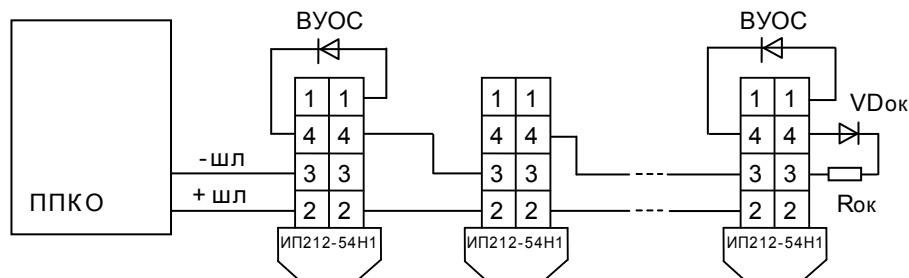 ВУОС
ВУОС
1 1
1 1
1 1
VDок
4 4
4 4
4 4
-шл
3 3
3 3
3 3
ППКО
+шл
2 2
2 2
2 2
Rок
ИП212-54Н1
ИП212-54Н1
ИП212-54Н1